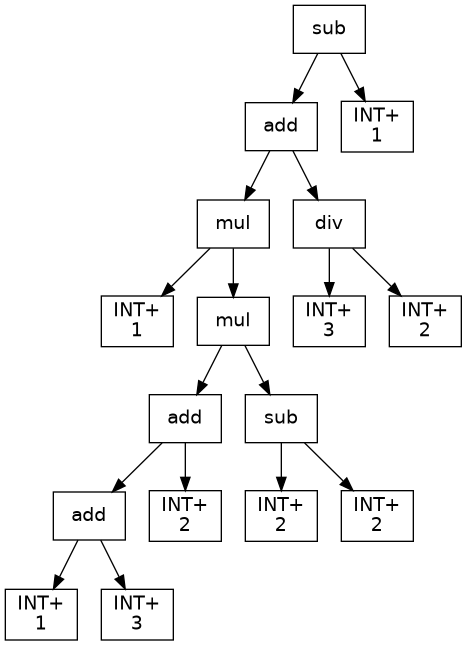 sub
add
INT+
1
mul
div
INT+
1
mul
INT+
3
INT+
2
add
sub
add
INT+
2
INT+
2
INT+
2
INT+
1
INT+
3